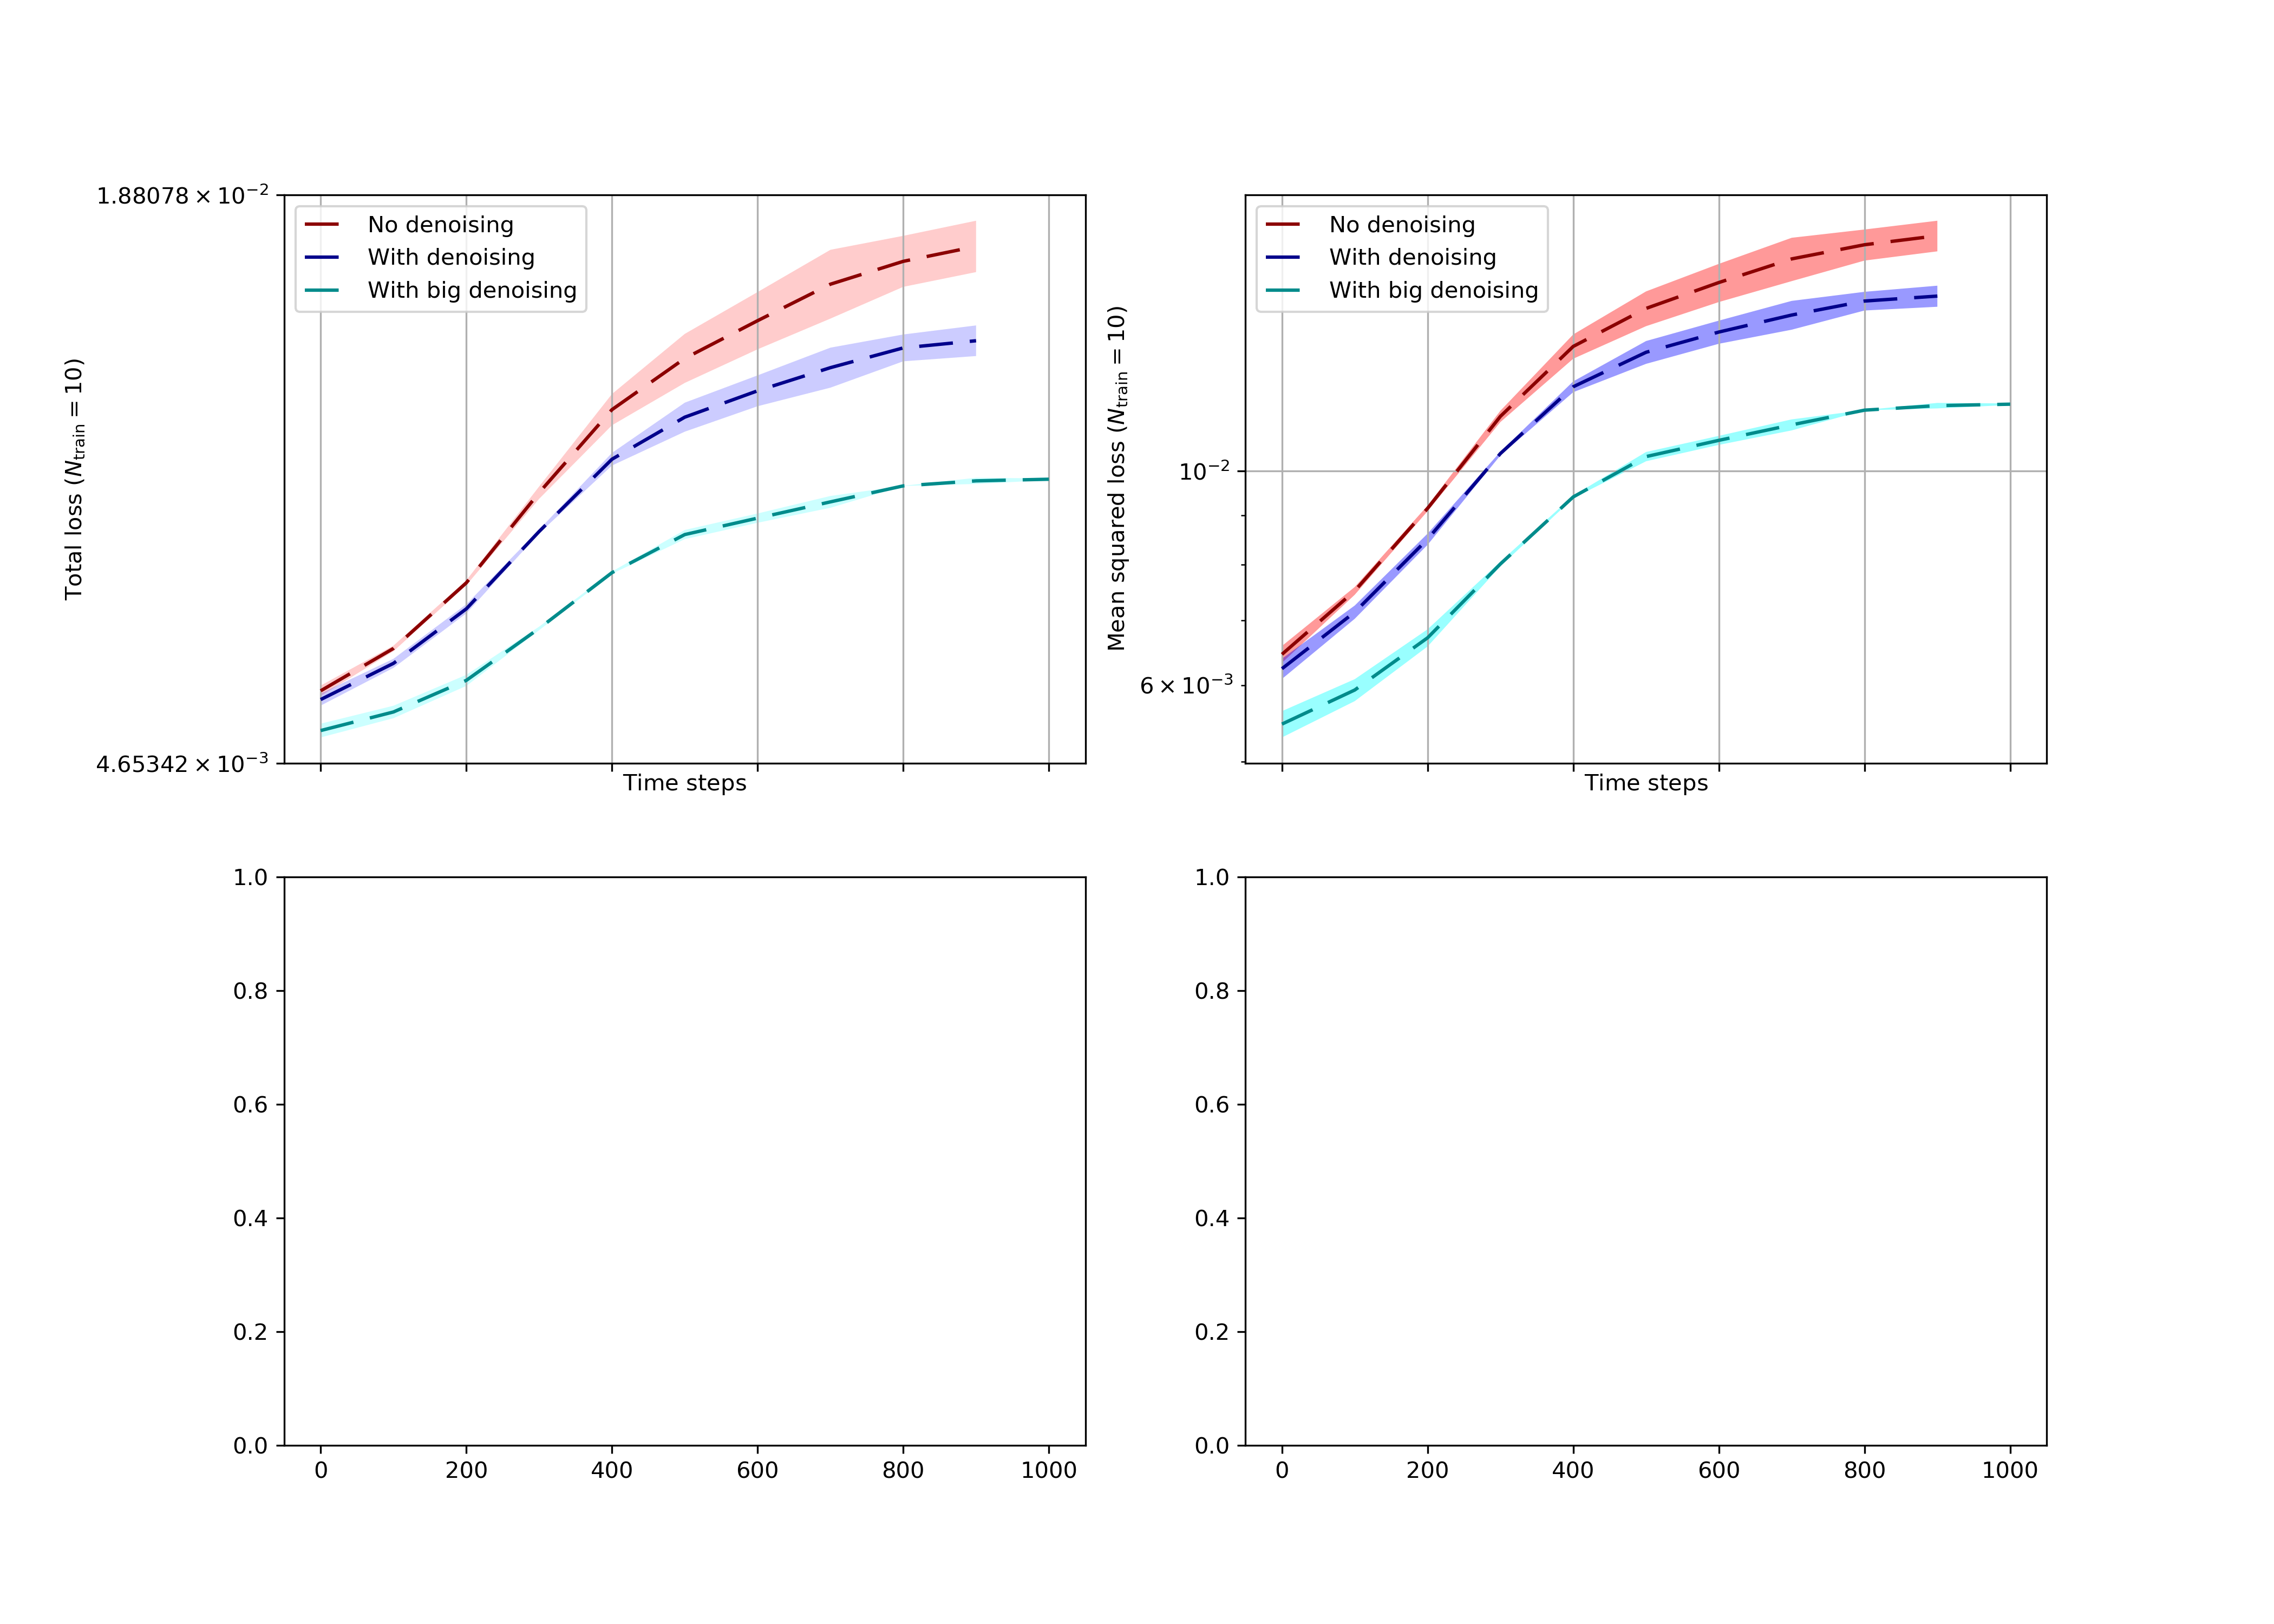 1.88078 × 10⁻²
4.65342 × 10⁻³
Total loss (N_train = 10)
No denoising
With denoising
With big denoising
Time steps
10⁻²
6 × 10⁻³
Mean squared loss (N_train = 10)
No denoising
With denoising
With big denoising
Time steps
1.0
0.8
0.6
0.4
0.2
0.0
0 200 400 600 800 1000
1.0
0.8
0.6
0.4
0.2
0.0
0 200 400 600 800 1000